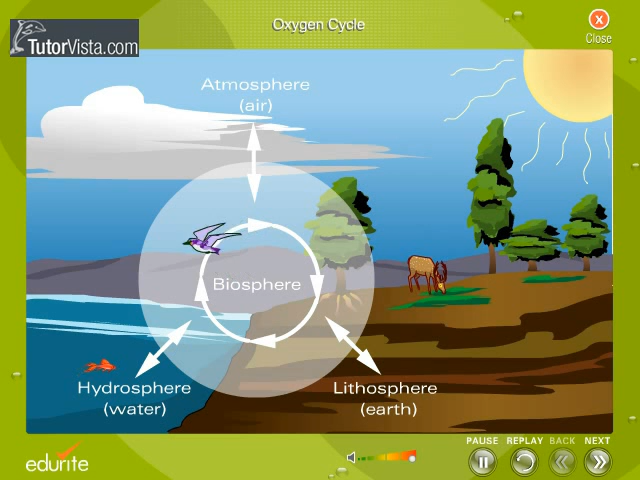 Oxygen Cycle
X
Close
TutorVista.com
Atmosphere
(air)
Biosphere
Hydrosphere
(water)
Lithosphere
(earth)
PAUSE REPLAY BACK NEXT
edurite